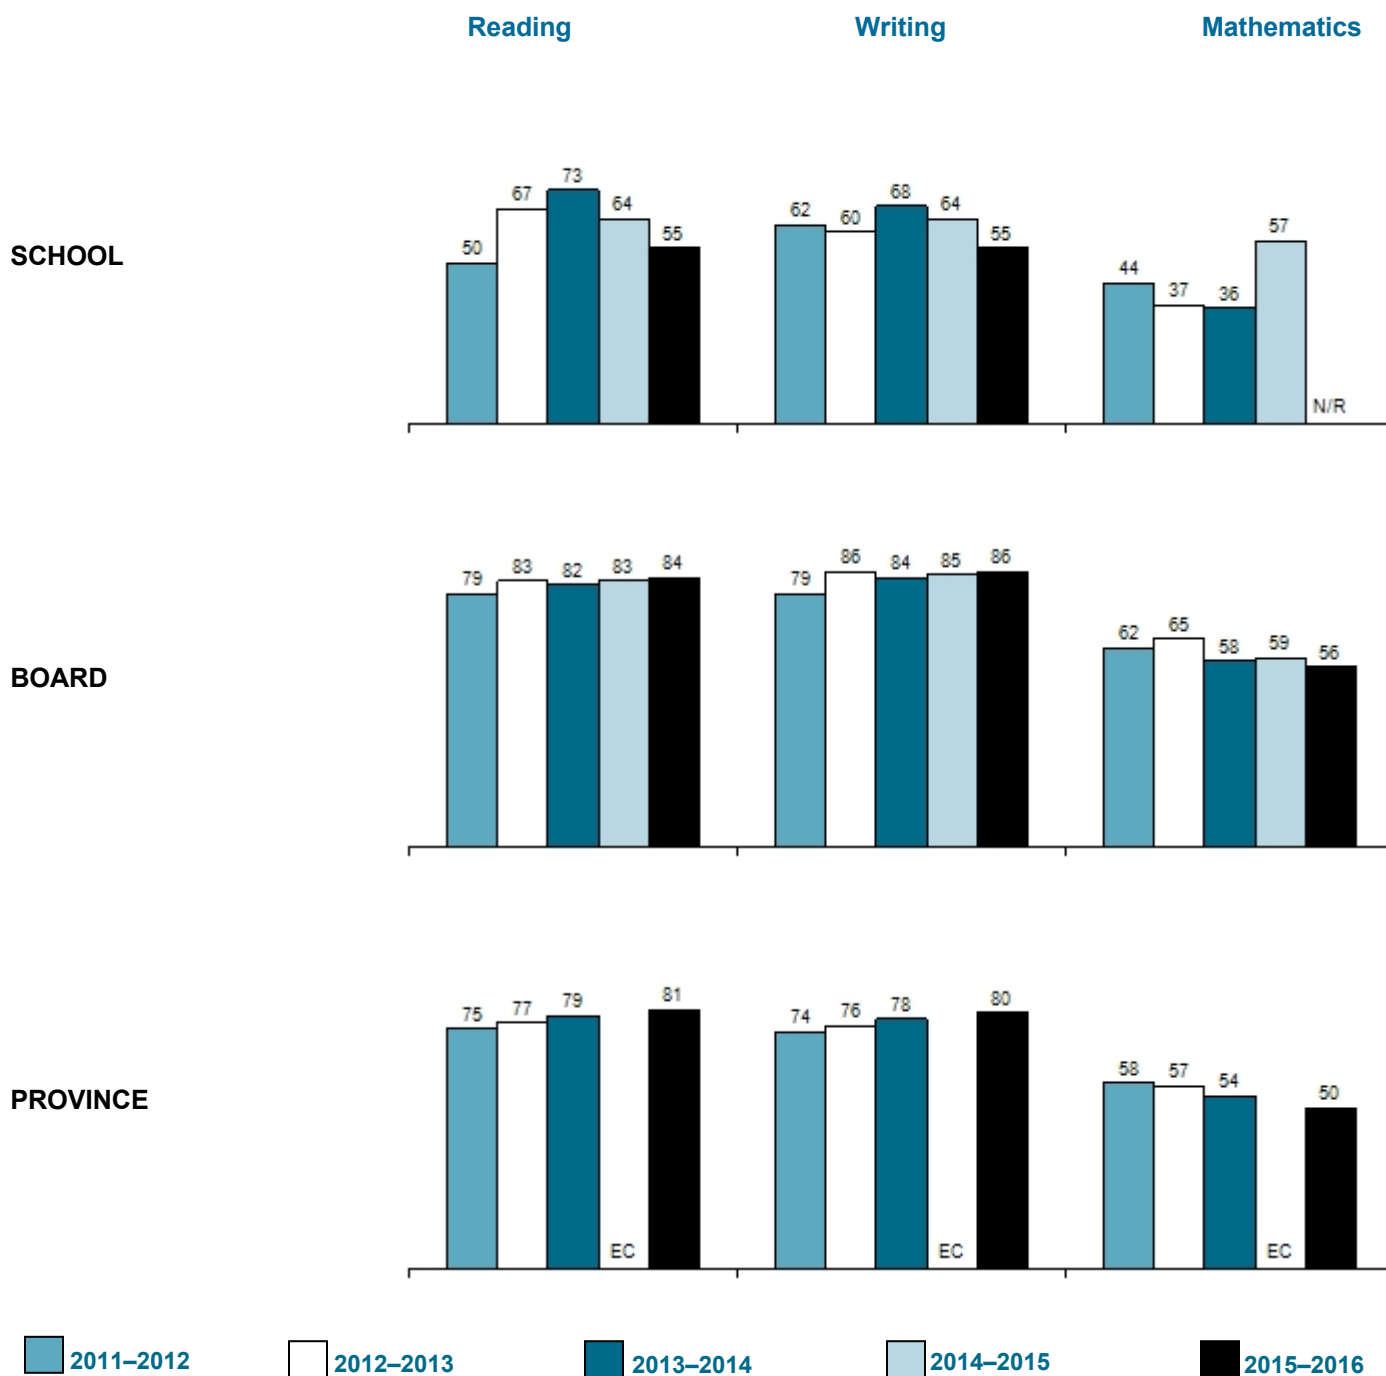 Reading Writing Mathematics
SCHOOL
50 67 73 64 55
62 60 68 64 55
44 37 36 57 N/R
BOARD
79 83 82 83 84
79 86 84 85 86
62 65 58 59 56
PROVINCE
75 77 79 EC 81
74 76 78 EC 80
58 57 54 EC 50
2011–2012 2012–2013 2013–2014 2014–2015 2015–2016